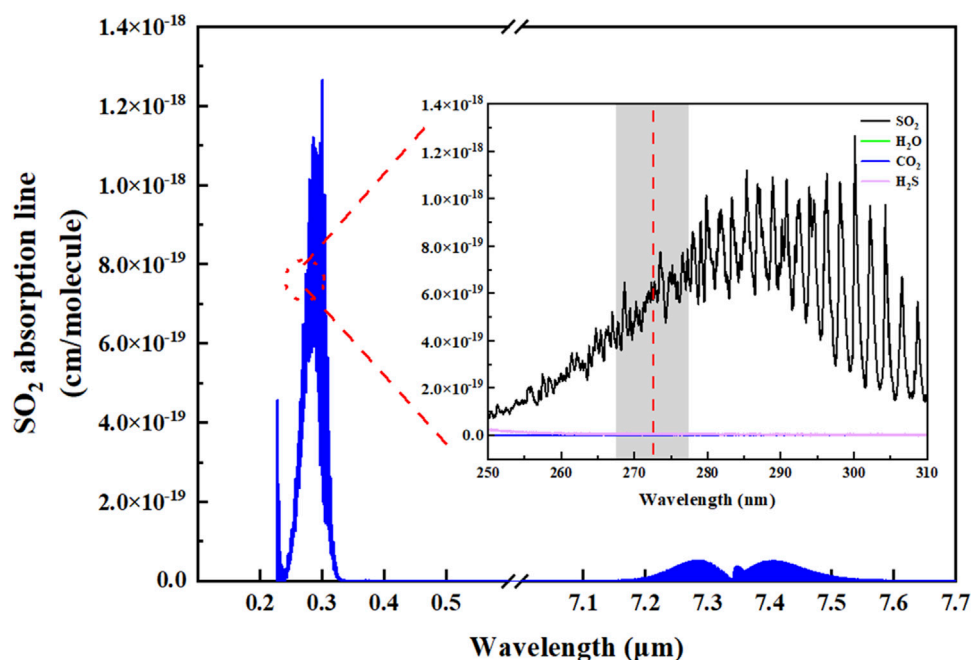 SO₂ absorption line
(cm/molecule)
1.4×10⁻¹⁸
1.2×10⁻¹⁸
1.0×10⁻¹⁸
8.0×10⁻¹⁹
6.0×10⁻¹⁹
4.0×10⁻¹⁹
2.0×10⁻¹⁹
0.0
0.2 0.3 0.4 0.5 7.1 7.2 7.3 7.4 7.5 7.6 7.7
Wavelength (µm)
1.4×10⁻¹⁸
1.2×10⁻¹⁸
1.0×10⁻¹⁸
8.0×10⁻¹⁹
6.0×10⁻¹⁹
4.0×10⁻¹⁹
2.0×10⁻¹⁹
0.0
250 260 270 280 290 300 310
Wavelength (nm)
SO₂
H₂O
CO₂
H₂S